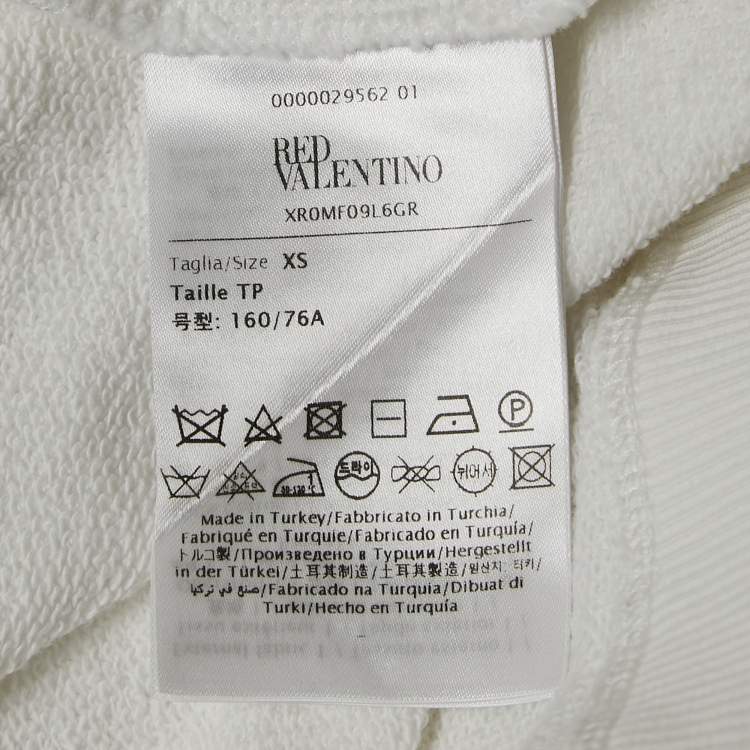 0000029562 01
RED
VALENTINO
XR0MF09L6GR
Taglia/Size XS
Taille TP
号型: 160/76A
P
드라이
뉘어서
Made in Turkey/Fabbricato in Turchia/
Fabriqué en Turquie/Fabricado en Turquía/
トルコ製/Произведено в Турции/Hergestellt
in der Türkei/土耳其制造/土耳其製造/원산지: 터키/
صنع في تركيا/Fabricado na Turquia/Dibuat di
Turki/Hecho en Turquía